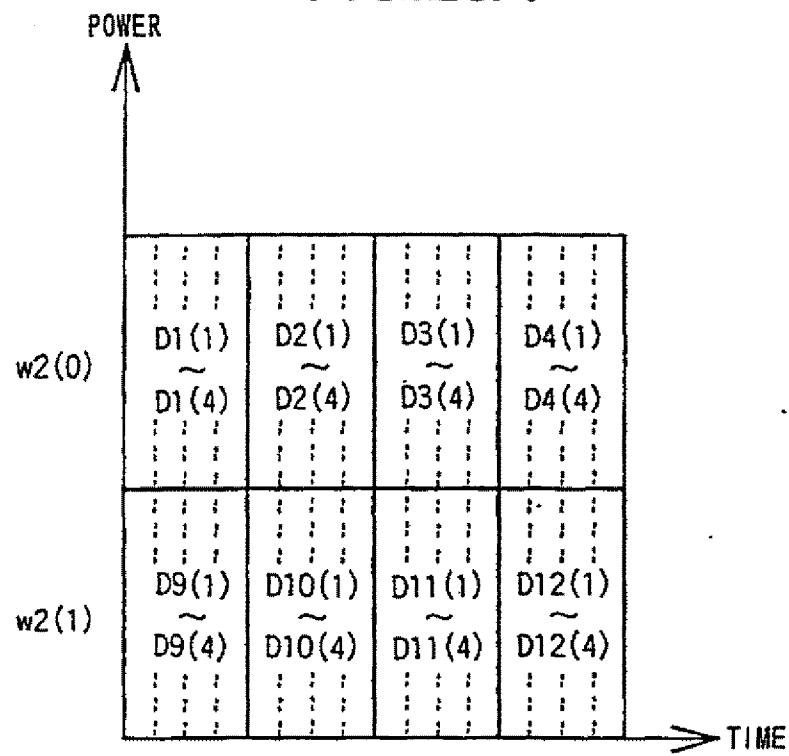 POWER
w2(0)
D1(1) D2(1) D3(1) D4(1)
~ ~ ~ ~
D1(4) D2(4) D3(4) D4(4)
w2(1)
D9(1) D10(1) D11(1) D12(1)
~ ~ ~ ~
D9(4) D10(4) D11(4) D12(4)
TIME